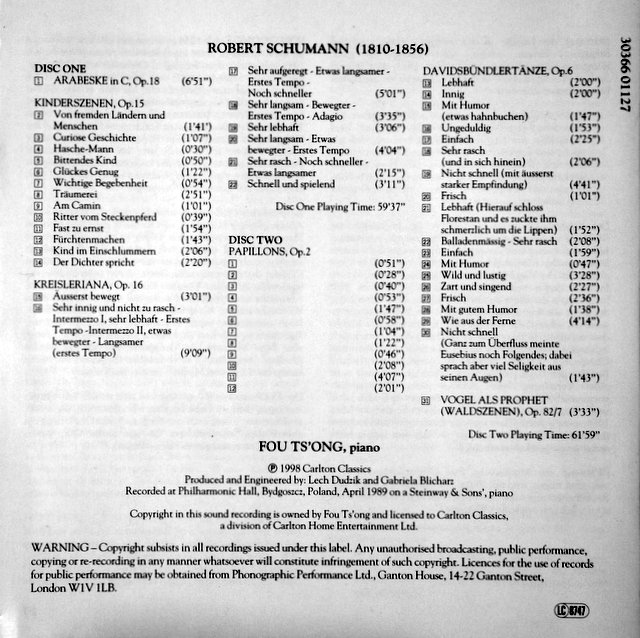 ROBERT SCHUMANN (1810-1856)
30366 01127
DISC ONE
1 ARABESKE in C, Op.18 (6'51")
KINDERSZENEN, Op.15
2 Von fremden Ländern und
Menschen (1'41")
3 Curiose Geschichte (1'07")
4 Hasche-Mann (0'30")
5 Bittendes Kind (0'50")
6 Glückes Genug (1'22")
7 Wichtige Begebenheit (0'54")
8 Träumerei (2'51")
9 Am Camin (1'01")
10 Ritter vom Steckenpferd (0'39")
11 Fast zu ernst (1'54")
12 Fürchtenmachen (1'43")
13 Kind im Einschlummern (2'06")
14 Der Dichter spricht (2'20")
KREISLERIANA, Op. 16
15 Äusserst bewegt (3'01")
16 Sehr innig und nicht zu rasch -
Intermezzo I, sehr lebhaft - Erstes
Tempo -Intermezzo II, etwas
bewegter - Langsamer
(erstes Tempo) (9'09")
17 Sehr aufgeregt - Etwas langsamer -
Erstes Tempo -
Noch schneller (5'01")
18 Sehr langsam - Bewegter -
Erstes Tempo - Adagio (3'35")
19 Sehr lebhaft (3'06")
20 Sehr langsam - Etwas
bewegter - Erstes Tempo (4'04")
21 Sehr rasch - Noch schneller -
Etwas langsamer (2'15")
22 Schnell und spielend (3'11")
Disc One Playing Time: 59'37"
DISC TWO
PAPILLONS, Op.2
1 (0'51")
2 (0'28")
3 (0'40")
4 (0'53")
5 (1'47")
6 (0'58")
7 (1'04")
8 (1'22")
9 (0'46")
10 (2'08")
11 (4'07")
12 (2'01")
DAVIDSBÜNDLERTÄNZE, Op.6
13 Lebhaft (2'00")
14 Innig (2'00")
15 Mit Humor
(etwas hahnbuchen) (1'47")
16 Ungeduldig (1'53")
17 Einfach (2'25")
18 Sehr rasch
(und in sich hinein) (2'06")
19 Nicht schnell (mit äusserst
starker Empfindung) (4'41")
20 Frisch (1'01")
21 Lebhaft (Hierauf schloss
Florestan und es zuckte ihm
schmerzlich um die Lippen) (1'52")
22 Balladenmässig - Sehr rasch (2'08")
23 Einfach (1'59")
24 Mit Humor (0'47")
25 Wild und lustig (3'28")
26 Zart und singend (2'27")
27 Frisch (2'36")
28 Mit gutem Humor (1'38")
29 Wie aus der Ferne (4'14")
30 Nicht schnell
(Ganz zum Überfluss meinte
Eusebius noch Folgendes; dabei
sprach aber viel Seligkeit aus
seinen Augen) (1'43")
31 VOGEL ALS PROPHET
(WALDSZENEN), Op. 82/7 (3'33")
Disc Two Playing Time: 61'59"
FOU TS'ONG, piano
℗ 1998 Carlton Classics
Produced and Engineered by: Lech Dudzik and Gabriela Blicharz
Recorded at Philharmonic Hall, Bydgoszcz, Poland, April 1989 on a Steinway & Sons', piano
Copyright in this sound recording is owned by Fou Ts'ong and licensed to Carlton Classics,
a division of Carlton Home Entertainment Ltd.
WARNING – Copyright subsists in all recordings issued under this label. Any unauthorised broadcasting, public performance,
copying or re-recording in any manner whatsoever will constitute infringement of such copyright. Licences for the use of records
for public performance may be obtained from Phonographic Performance Ltd., Ganton House, 14-22 Ganton Street,
London W1V 1LB.
LC 8747